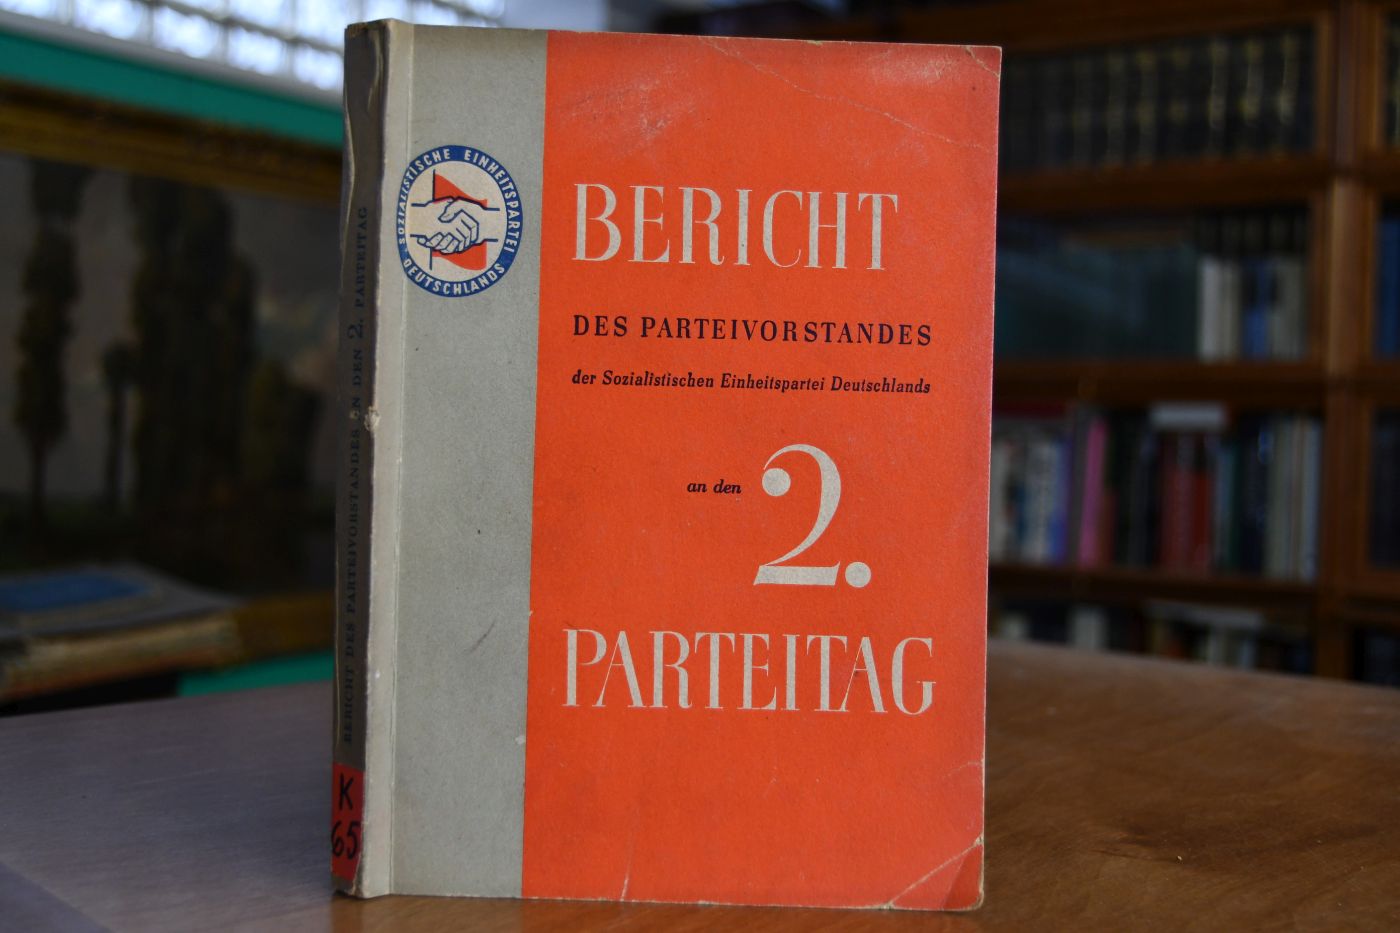 SOZIALISTISCHE EINHEITSPARTEI
DEUTSCHLANDS
BERICHT
DES PARTEIVORSTANDES
der Sozialistischen Einheitspartei Deutschlands
an den 2.
PARTEITAG
BERICHT DES PARTEIVORSTANDES AN DEN 2. PARTEITAG
K
65